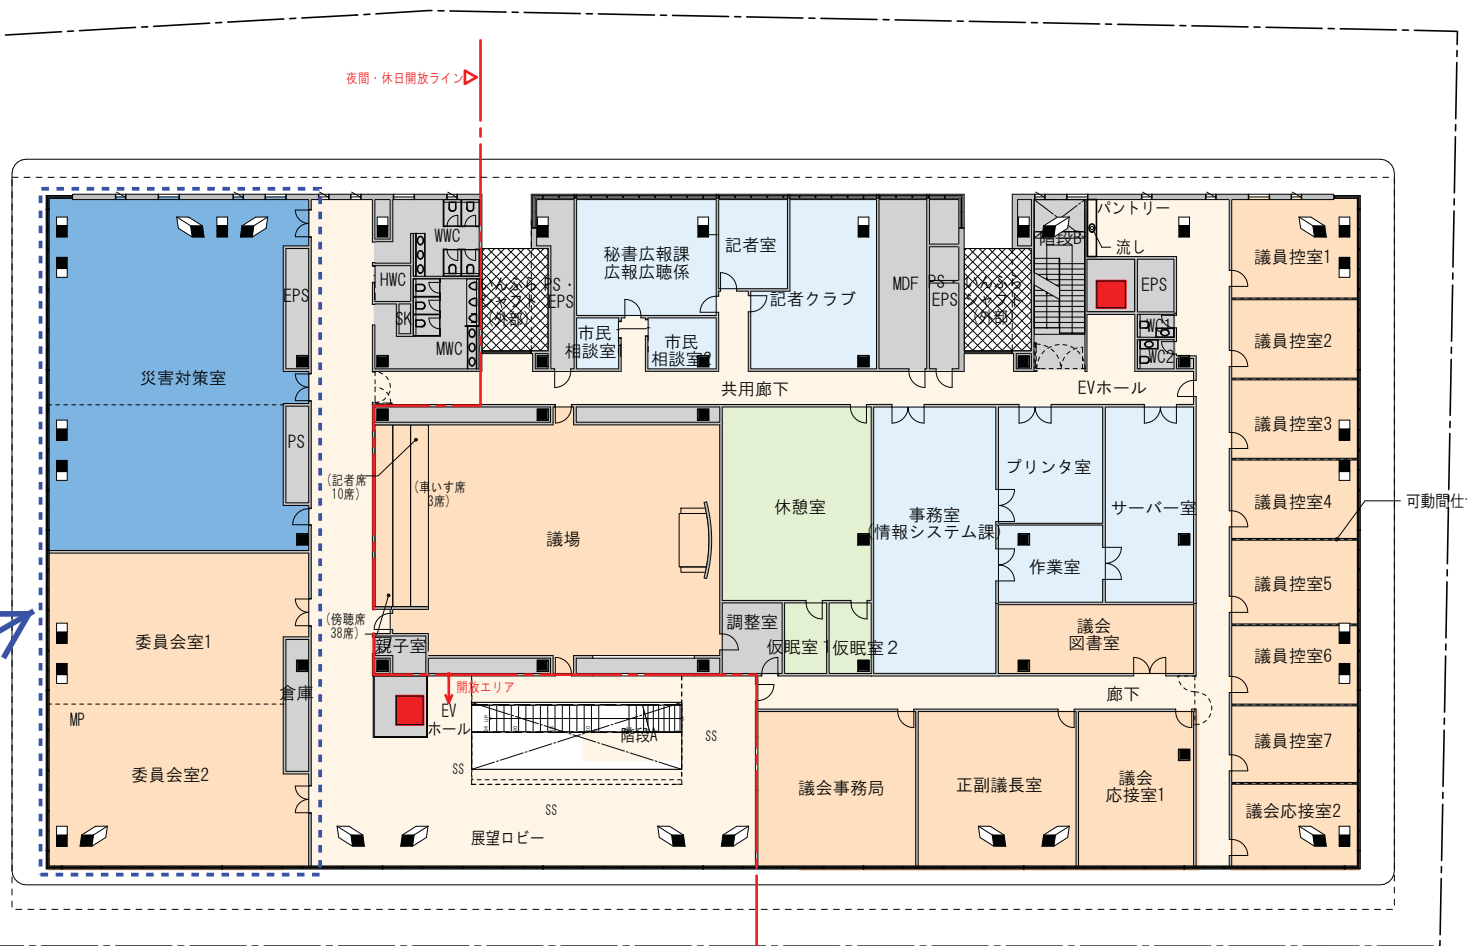 夜間・休日開放ライン
パントリー
流し
階段B
WWC
HWC
SK
MWC
EPS
PS・
EPS
秘書広報課
広報広聴係
記者室
記者クラブ
MDF
PS・
EPS
EPS
WC1
WC2
市民
相談室1
市民
相談室2
共用廊下
EVホール
災害対策室
PS
(記者席
10席)
(車いす席
3席)
議場
休憩室
事務室
(情報システム課)
プリンタ室
サーバー室
作業室
議員控室1
議員控室2
議員控室3
議員控室4
可動間仕
議員控室5
議員控室6
議員控室7
議会応接室2
(傍聴席
38席)
親子室
調整室
仮眠室1
仮眠室2
議会
図書室
委員会室1
倉庫
MP
委員会室2
開放エリア
EV
ホール
階段A
UP
SS
SS
SS
展望ロビー
廊下
議会事務局
正副議長室
議会
応接室1